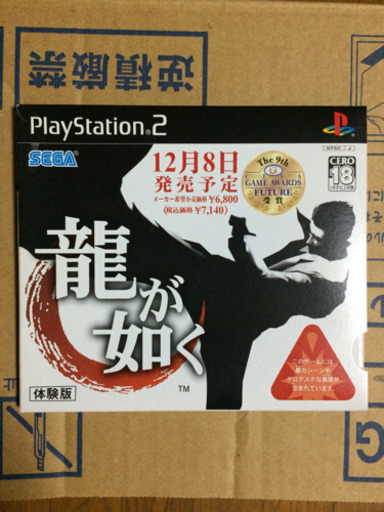 逆積厳禁
PlayStation®2
NTSC J
SEGA
12月8日
発売予定
メーカー希望小売価格¥6,800
(税込価格¥7,140)
The 9th
GAME AWARDS
FUTURE
受賞
CERO
18
龍が
如く
TM
体験版
このゲームには
暴力シーンや
グロテスクな表現が
含まれています。